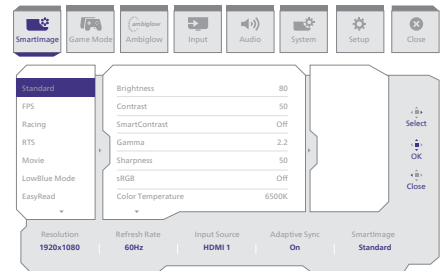 ambiglow
SmartImage Game Mode Ambiglow Input Audio System Setup Close
Standard
FPS
Racing
RTS
Movie
LowBlue Mode
EasyRead
Brightness 80
Contrast 50
SmartContrast Off
Gamma 2.2
Sharpness 50
sRGB Off
Color Temperature 6500K
Select
OK
Close
Resolution Refresh Rate Input Source Adaptive Sync SmartImage
1920x1080 60Hz HDMI 1 On Standard